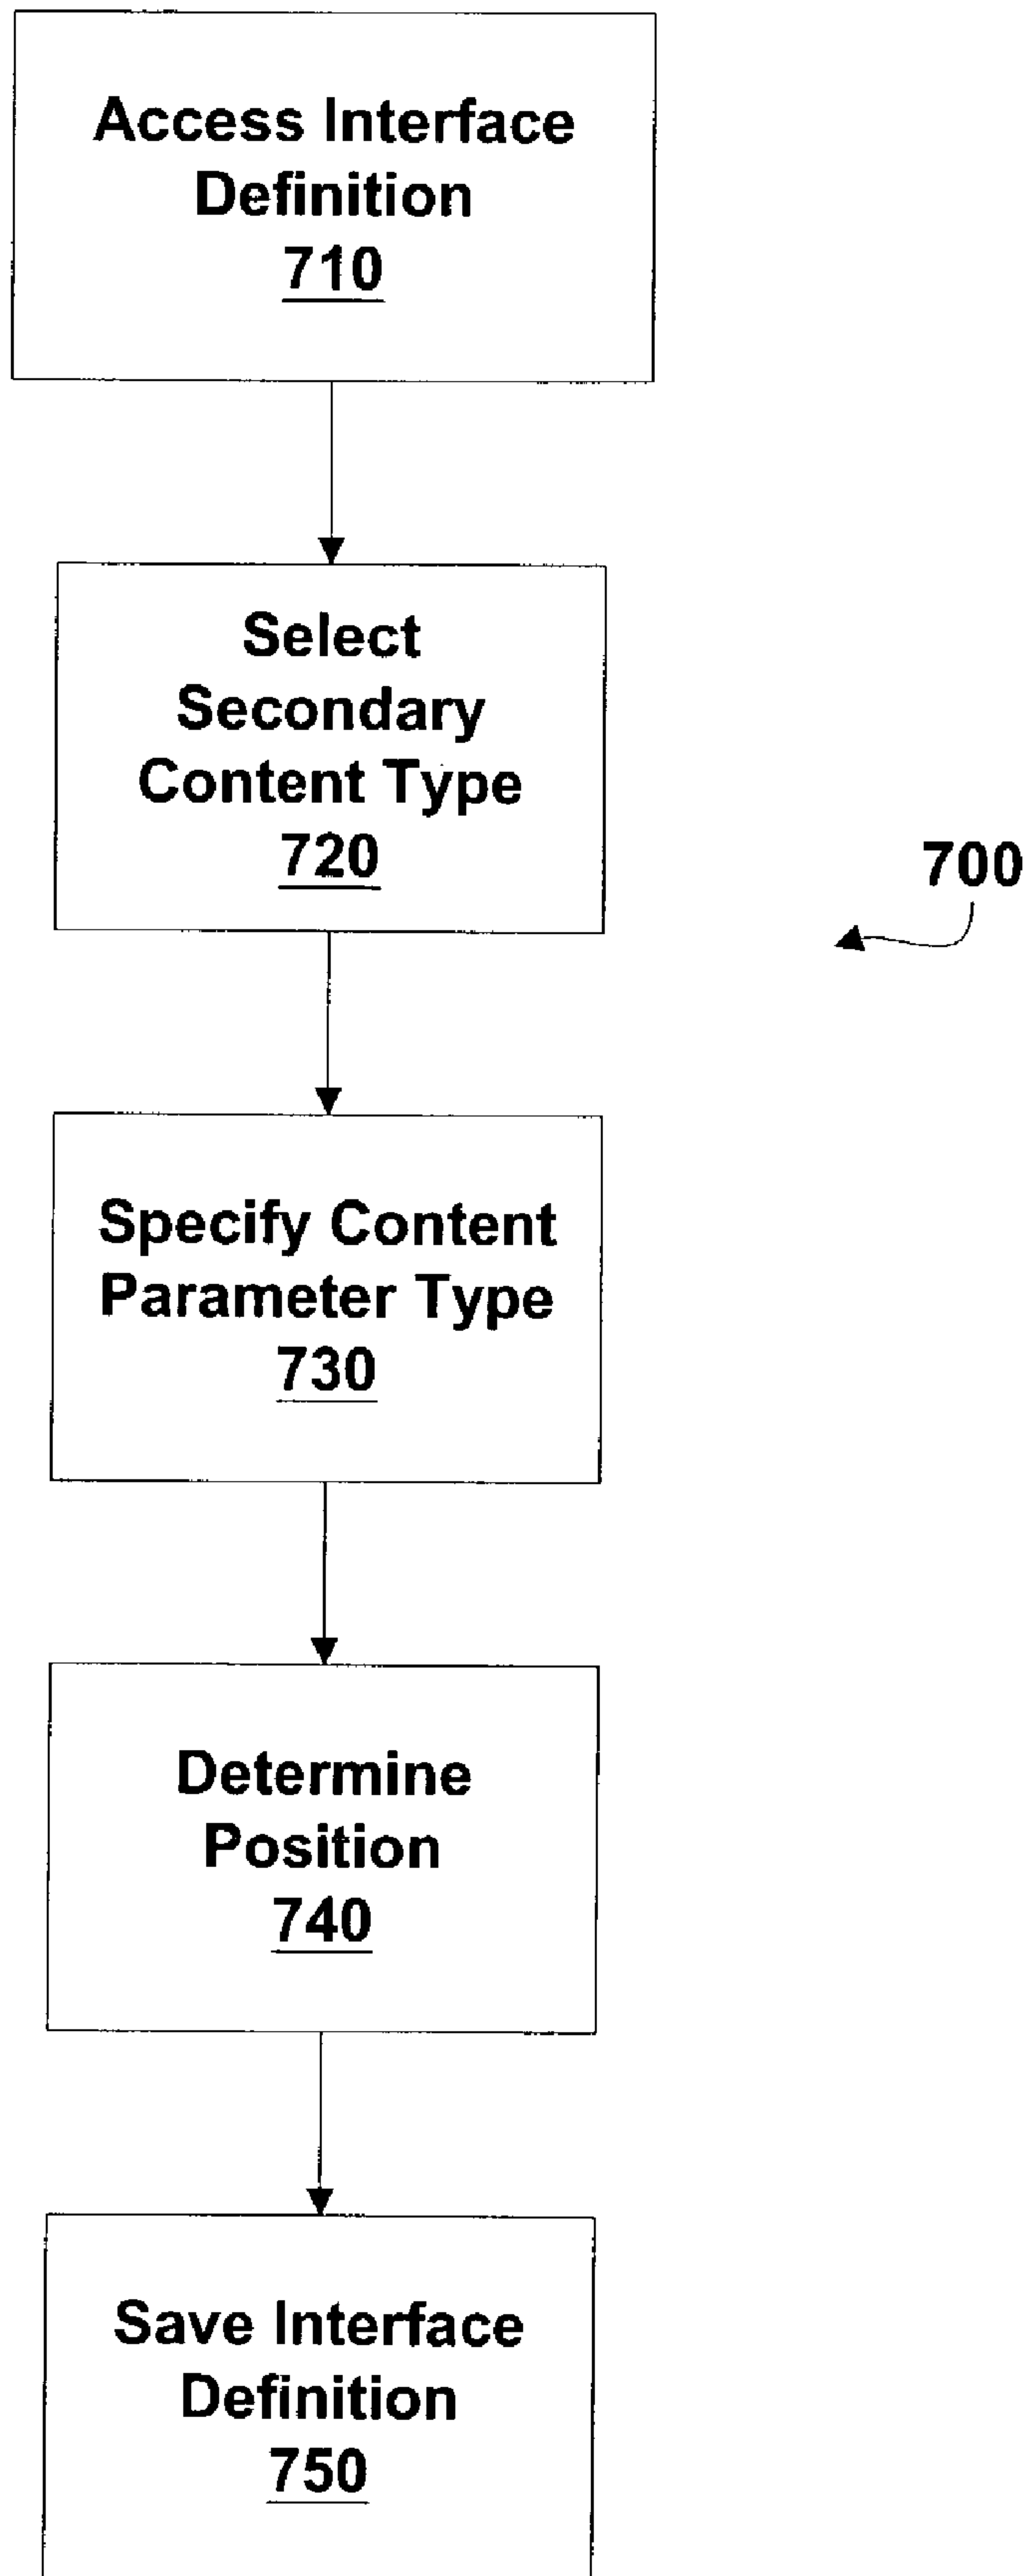 Access Interface
Definition
710
Select
Secondary
Content Type
720
700
Specify Content
Parameter Type
730
Determine
Position
740
Save Interface
Definition
750